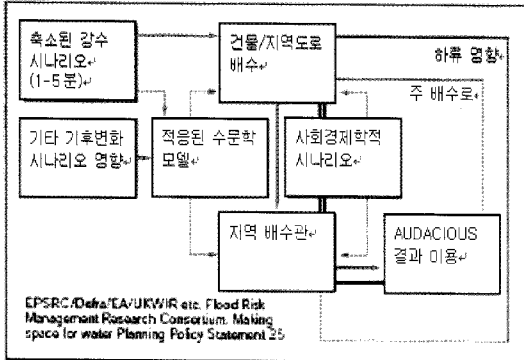 축소된 강수
시나리오
(1-5분)
건물/지역도로
배수
하류 영향
주 배수로
기타 기후변화
시나리오 영향
적응된 수문학
모델
사회경제학적
시나리오
지역 배수관
AUDACIOUS
결과 이용
EPSRC/Defra/EA/UKWIR etc. Flood Risk
Management Research Consortium. Making
space for water Planning Policy Statement 25